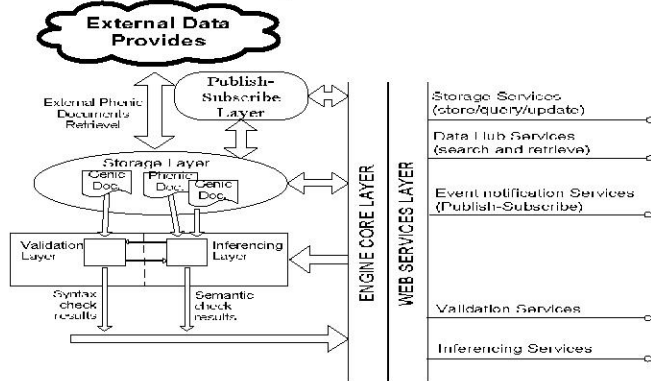 External Data
Provides
Publish-
Subscribe
Layer
External Phenic
Documents
Retrievel
Storage Layer
Genic
Doc.
Phenic
Doc.
Genic
Doc.
Validation
Layer
Inferencing
Layer
Syntax
check
results
Semantic
check
results
ENGINE CORE LAYER
WEB SERVICES LAYER
Storage Services
(store/query/update)
Data Hub Services
(search and retrieve)
Event notification Services
(Publish-Subscribe)
Validation Services
Inferencing Services